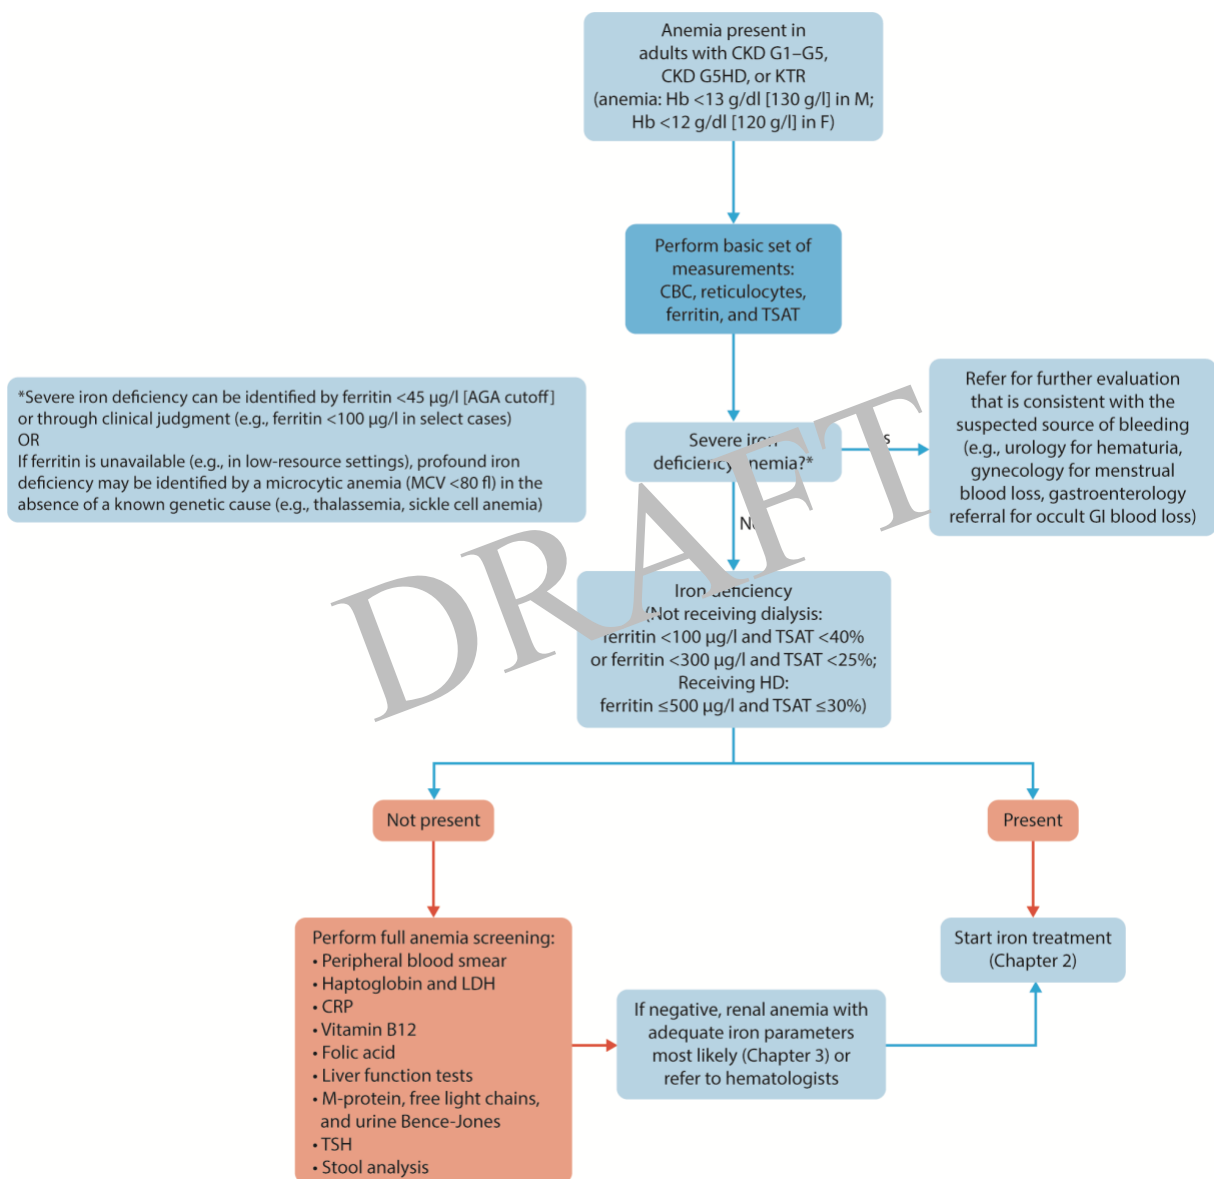 Anemia present in
adults with CKD G1–G5,
CKD G5HD, or KTR
(anemia: Hb <13 g/dl [130 g/l] in M;
Hb <12 g/dl [120 g/l] in F)
Perform basic set of
measurements:
CBC, reticulocytes,
ferritin, and TSAT
*Severe iron deficiency can be identified by ferritin <45 µg/l [AGA cutoff]
or through clinical judgment (e.g., ferritin <100 µg/l in select cases)
OR
If ferritin is unavailable (e.g., in low-resource settings), profound iron
deficiency may be identified by a microcytic anemia (MCV <80 fl) in the
absence of a known genetic cause (e.g., thalassemia, sickle cell anemia)
Severe iron
deficiency anemia?*
Refer for further evaluation
that is consistent with the
suspected source of bleeding
(e.g., urology for hematuria,
gynecology for menstrual
blood loss, gastroenterology
referral for occult GI blood loss)
No
DRAFT
Iron deficiency
(Not receiving dialysis:
ferritin <100 µg/l and TSAT <40%
or ferritin <300 µg/l and TSAT <25%;
Receiving HD:
ferritin ≤500 µg/l and TSAT ≤30%)
Not present
Present
Perform full anemia screening:
• Peripheral blood smear
• Haptoglobin and LDH
• CRP
• Vitamin B12
• Folic acid
• Liver function tests
• M-protein, free light chains,
and urine Bence-Jones
• TSH
• Stool analysis
If negative, renal anemia with
adequate iron parameters
most likely (Chapter 3) or
refer to hematologists
Start iron treatment
(Chapter 2)